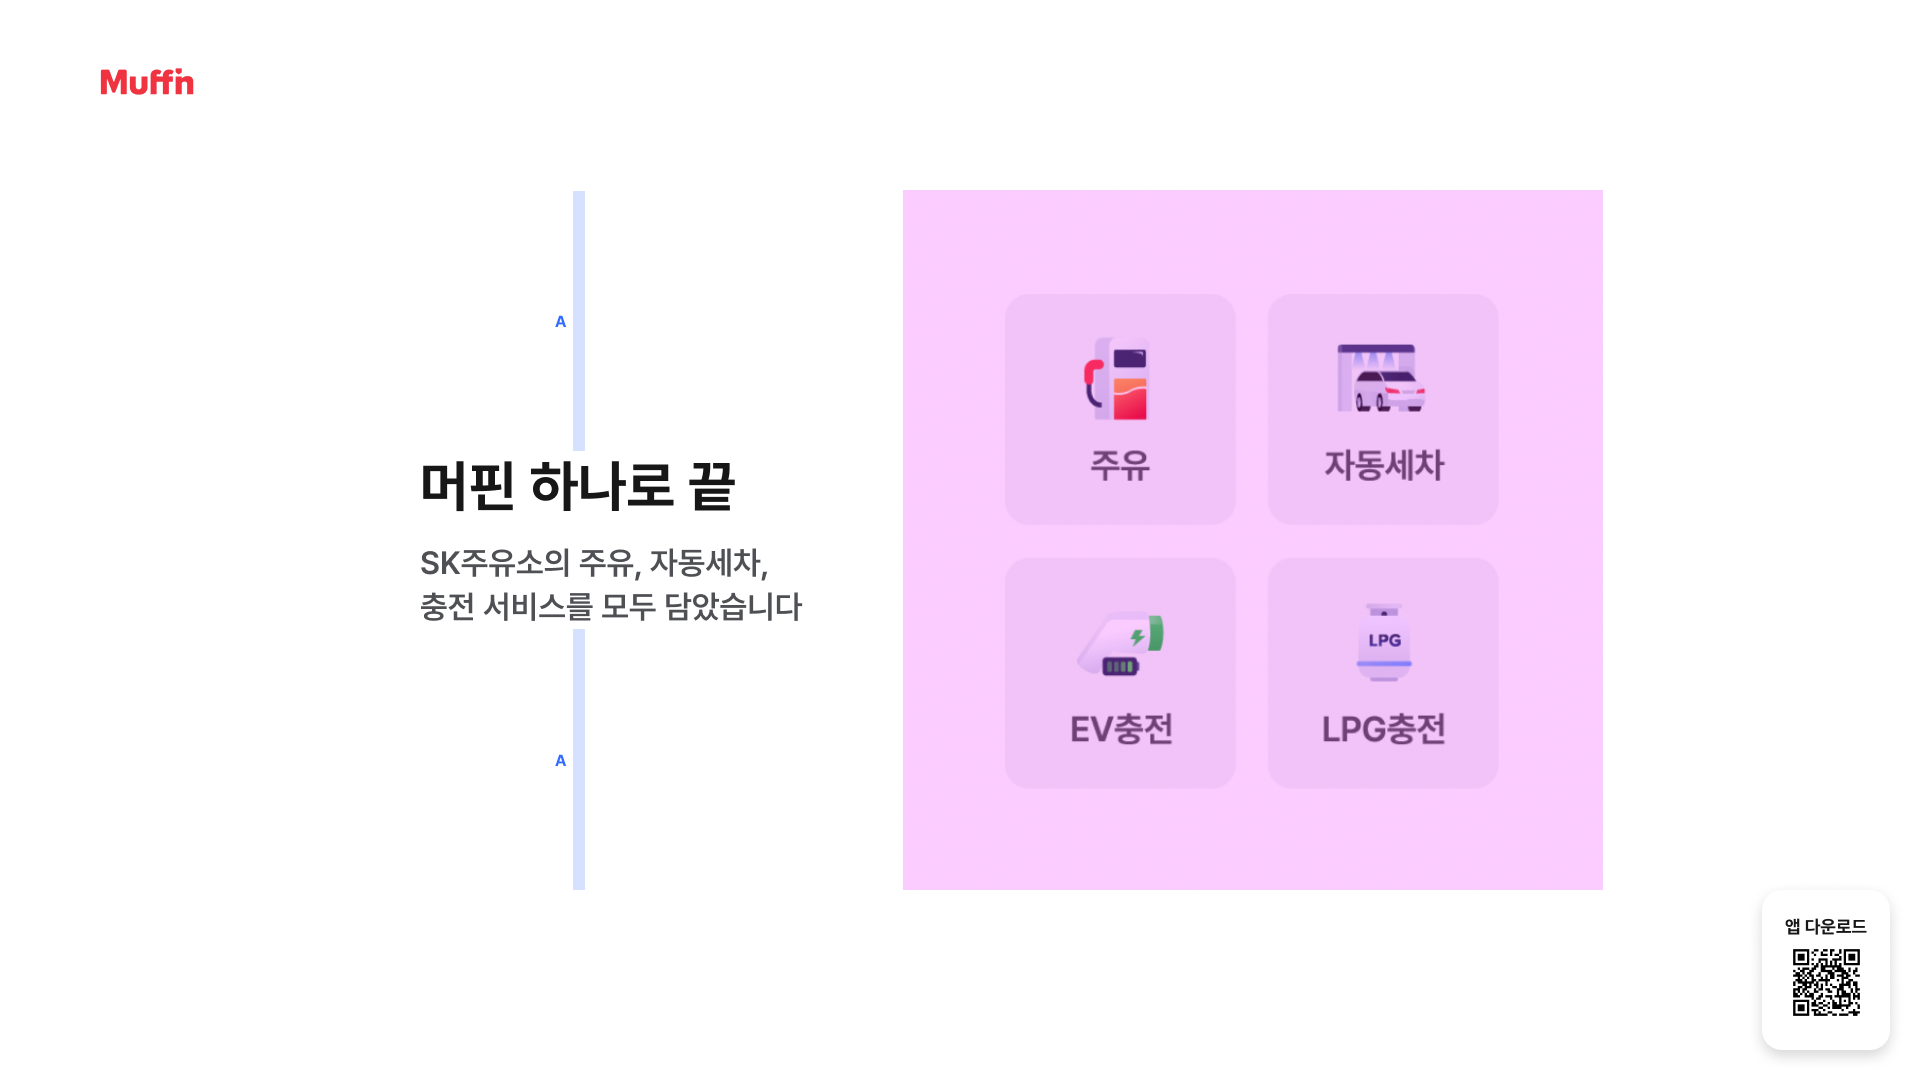 Muffin
A
머핀 하나로 끝
SK주유소의 주유, 자동세차,
충전 서비스를 모두 담았습니다
A
주유
자동세차
LPG
EV충전
LPG충전
앱 다운로드